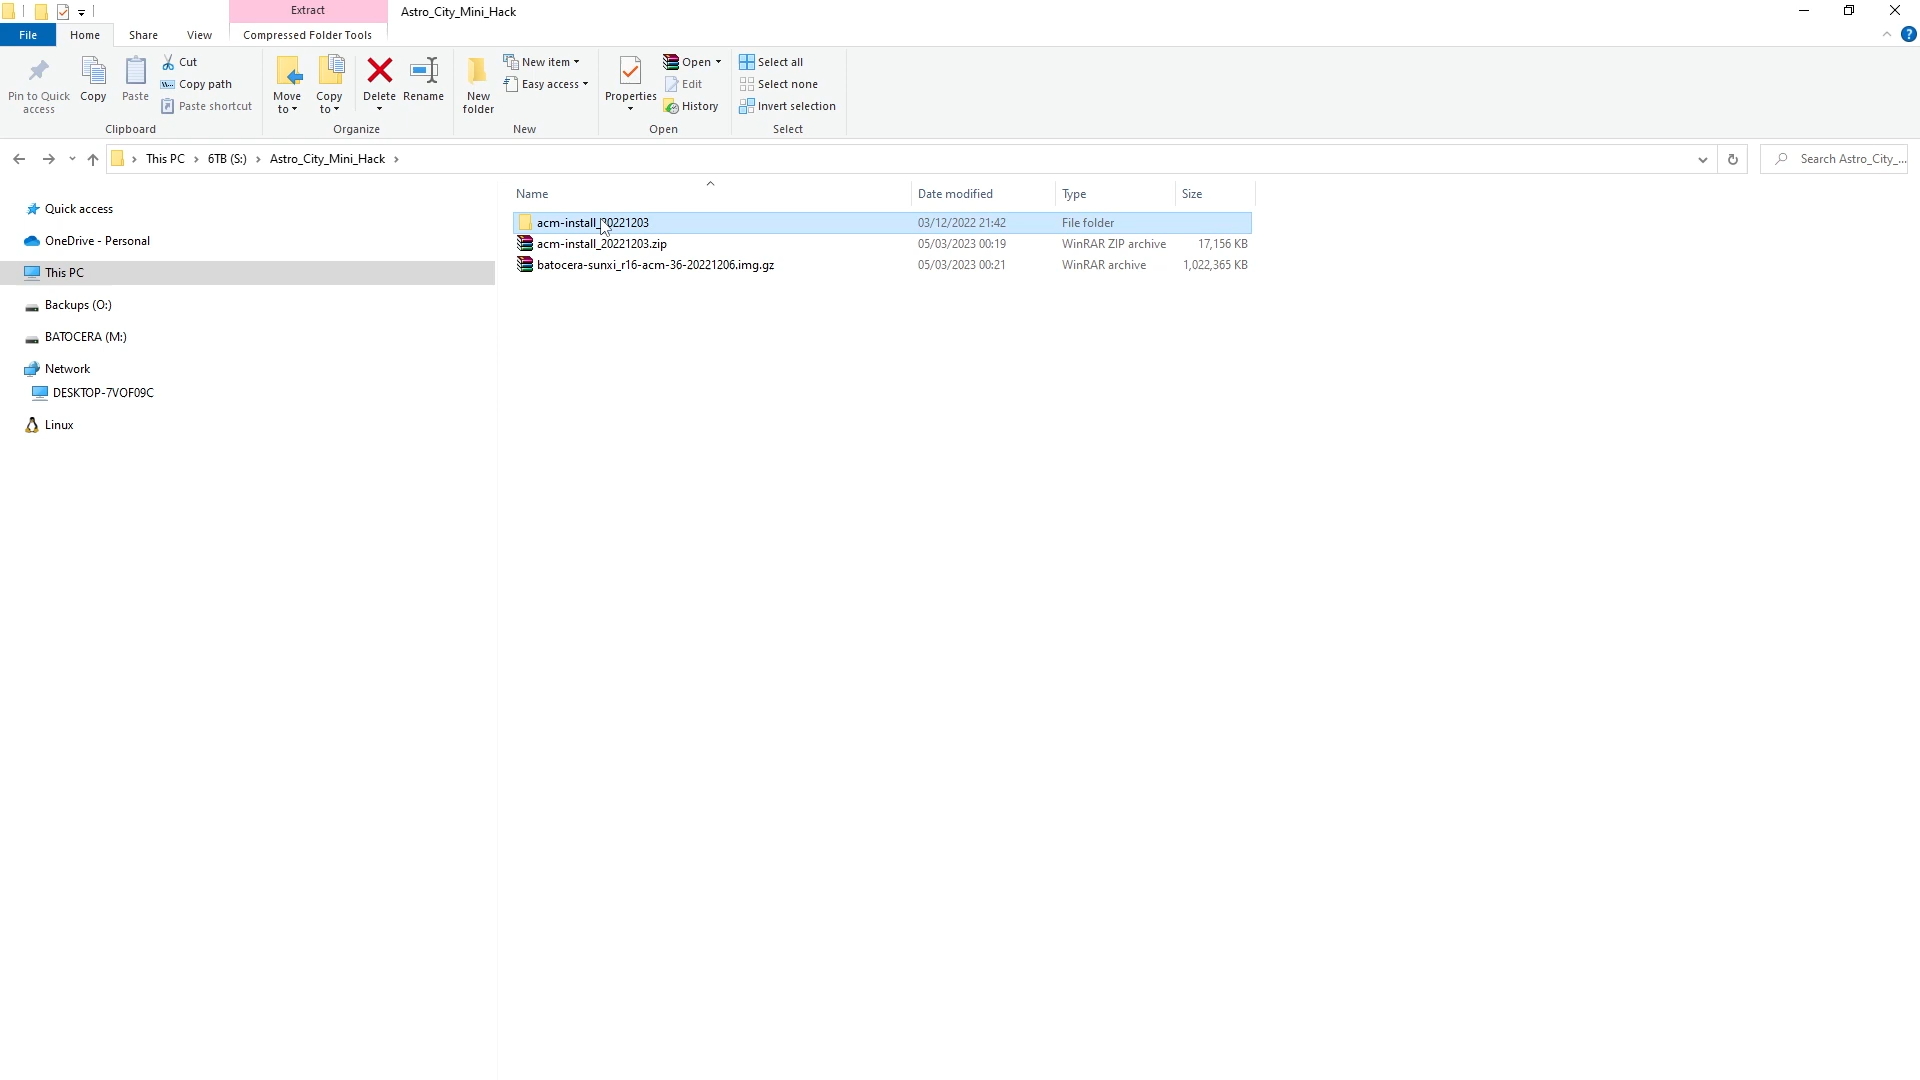 Extract Astro_City_Mini_Hack
File Home Share View Compressed Folder Tools
Pin to Quick access
Copy
Paste
Cut
Copy path
Paste shortcut
Clipboard
Move to
Copy to
Delete
Rename
Organize
New folder
New item
Easy access
New
Properties
Open
Edit
History
Open
Select all
Select none
Invert selection
Select
This PC 6TB (S:) Astro_City_Mini_Hack
Search Astro_City_...
Quick access
OneDrive - Personal
This PC
Backups (O:)
BATOCERA (M:)
Network
DESKTOP-7VOF09C
Linux
Name Date modified Type Size
acm-install_20221203 03/12/2022 21:42 File folder
acm-install_20221203.zip 05/03/2023 00:19 WinRAR ZIP archive 17,156 KB
batocera-sunxi_r16-acm-36-20221206.img.gz 05/03/2023 00:21 WinRAR archive 1,022,365 KB